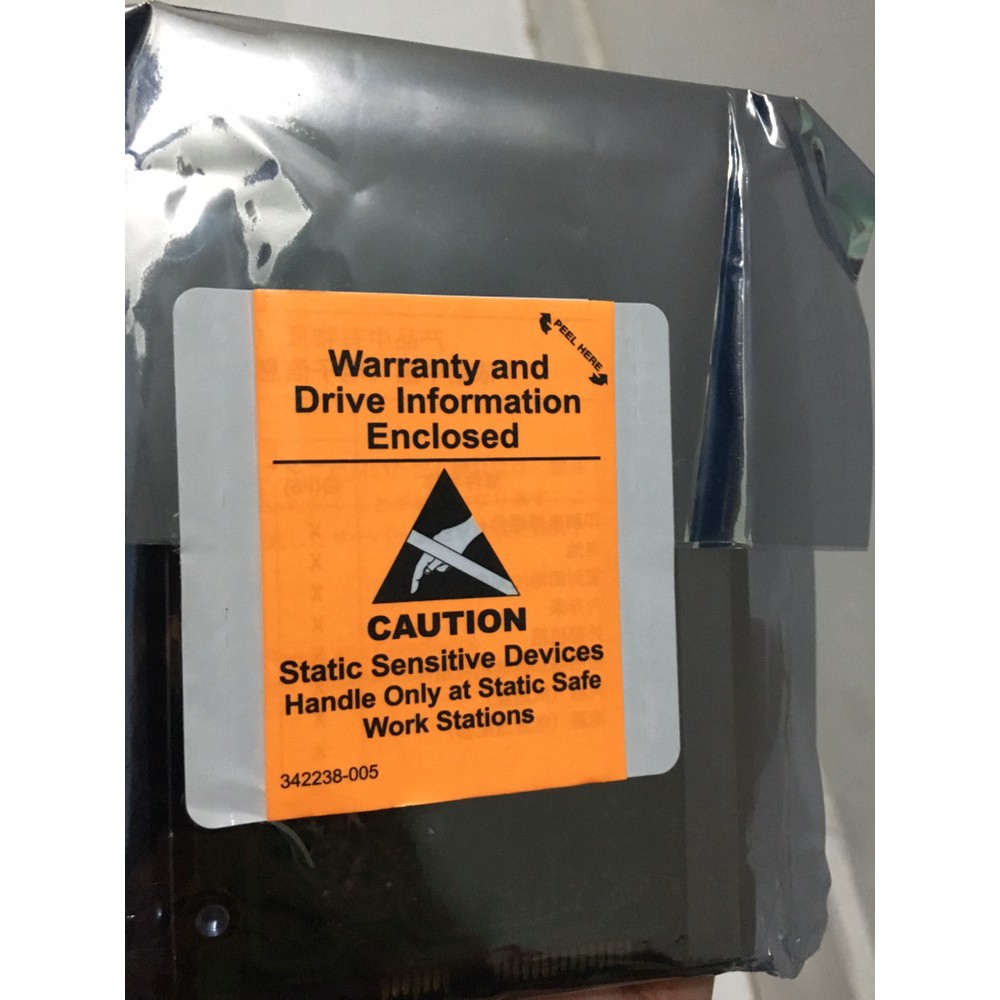 PEEL HERE
Warranty and
Drive Information
Enclosed
CAUTION
Static Sensitive Devices
Handle Only at Static Safe
Work Stations
342238-005